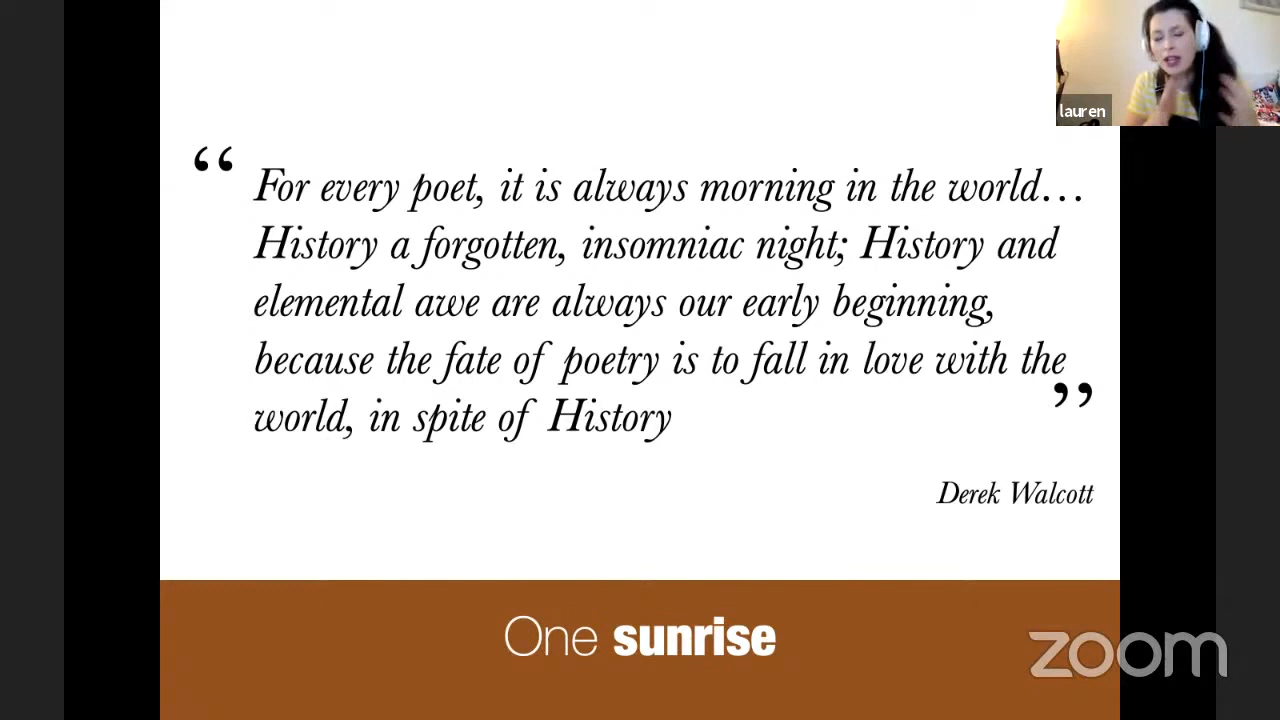 lauren
“ For every poet, it is always morning in the world…
History a forgotten, insomniac night; History and
elemental awe are always our early beginning,
because the fate of poetry is to fall in love with the
world, in spite of History ”
Derek Walcott
One sunrise
zoom